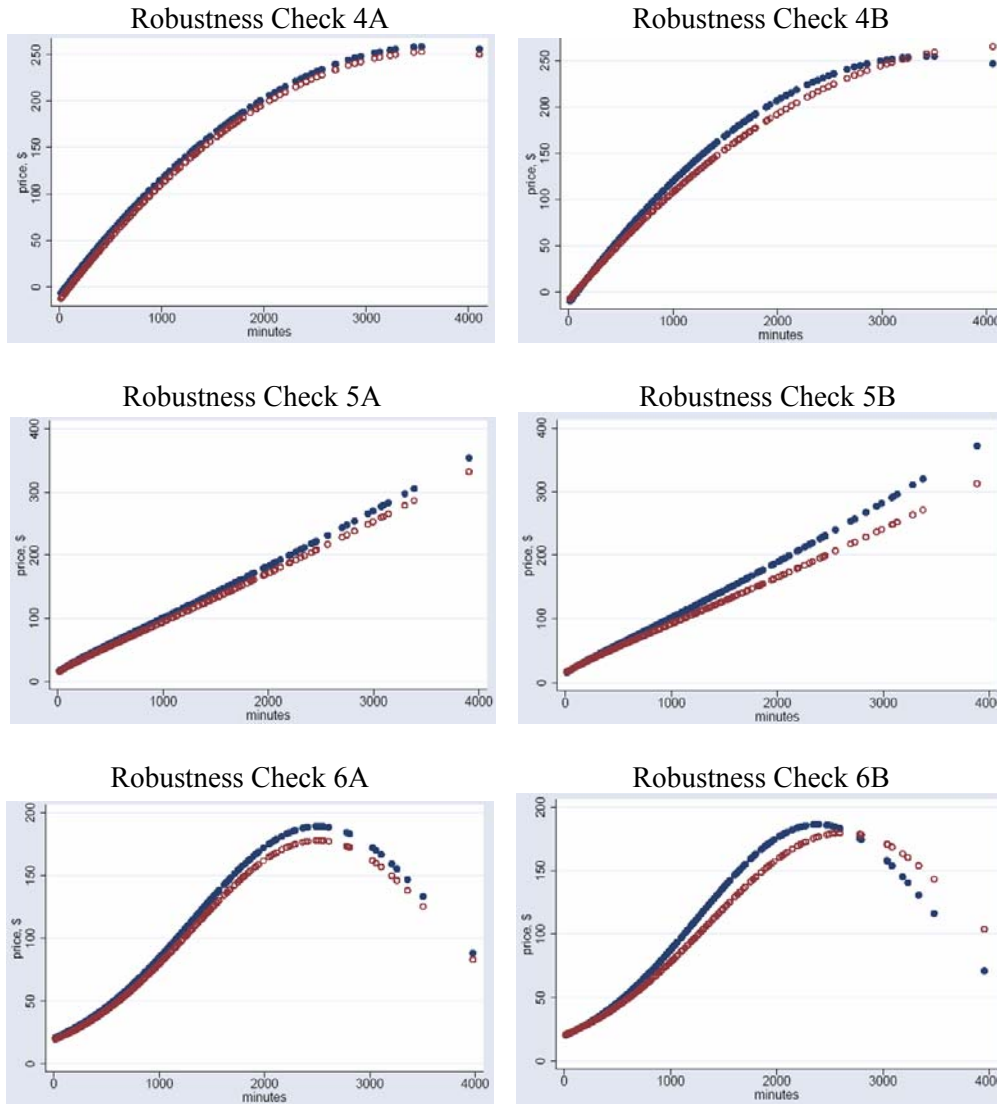 Robustness Check 4A
250
200
150
100
50
0
price, $
0 1000 2000 3000 4000
minutes
Robustness Check 4B
250
200
150
100
50
0
price, $
0 1000 2000 3000 4000
minutes
Robustness Check 5A
400
300
200
100
0
price, $
0 1000 2000 3000 4000
minutes
Robustness Check 5B
400
300
200
100
0
price, $
0 1000 2000 3000 4000
minutes
Robustness Check 6A
200
150
100
50
0
price, $
0 1000 2000 3000 4000
minutes
Robustness Check 6B
200
150
100
50
0
price, $
0 1000 2000 3000 4000
minutes